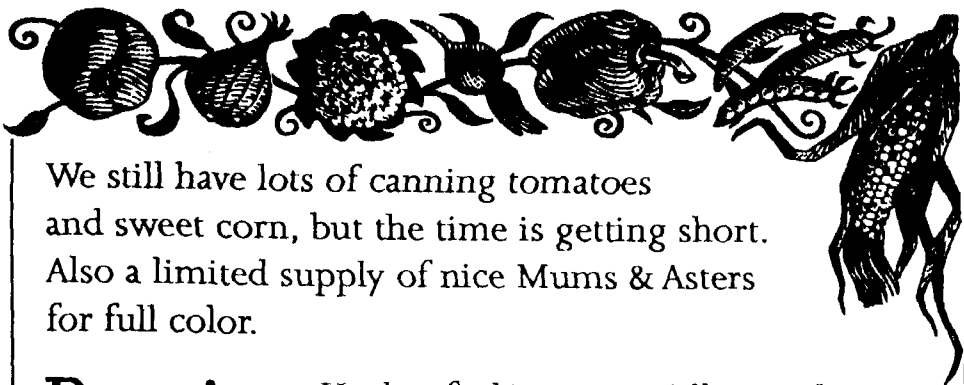 We still have lots of canning tomatoes
and sweet corn, but the time is getting short.
Also a limited supply of nice Mums & Asters
for full color.